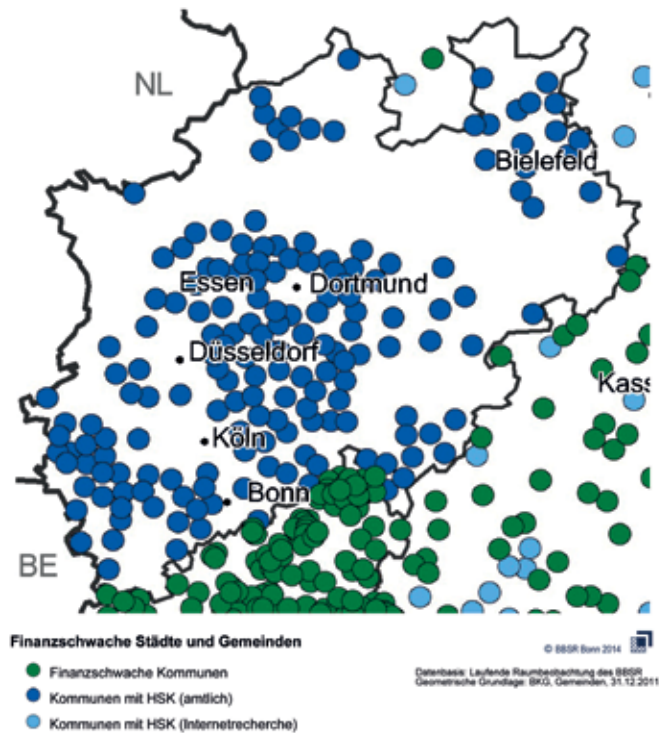 NL
Bielefeld
Essen
Dortmund
Düsseldorf
Kass
Köln
Bonn
BE
Finanzschwache Städte und Gemeinden
© BBSR Bonn 2014
Finanzschwache Kommunen
Datenbasis: Laufende Raumbeobachtung des BBSR
Kommunen mit HSK (amtlich)
Geometrische Grundlage: BKG, Gemeinden, 31.12.2011
Kommunen mit HSK (Internetrecherche)